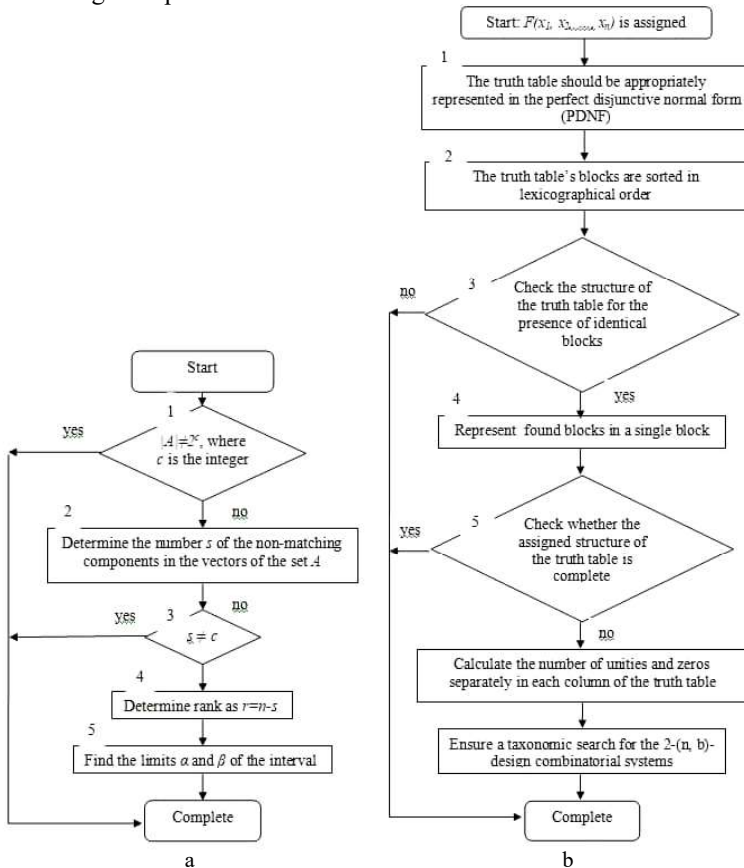 Start
1
|A|≠2ᶜ, where
c is the integer
yes
no
2
Determine the number s of the non-matching
components in the vectors of the set A
no
yes
3
s ≠ c
4
Determine rank as r=n-s
5
Find the limits α and β of the interval
Complete
a
Start: F(x₁, xₙ) is assigned
1
The truth table should be appropriately
represented in the perfect disjunctive normal form
(PDNF)
2
The truth table's blocks are sorted in
lexicographical order
3
no
Check the structure of
the truth table for the
presence of identical
blocks
yes
4
Represent found blocks in a single block
5
yes
Check whether the
assigned structure of
the truth table is
complete
no
Calculate the number of unities and zeros
separately in each column of the truth table
Ensure a taxonomic search for the 2-(n, b)-
design combinatorial systems
Complete
b